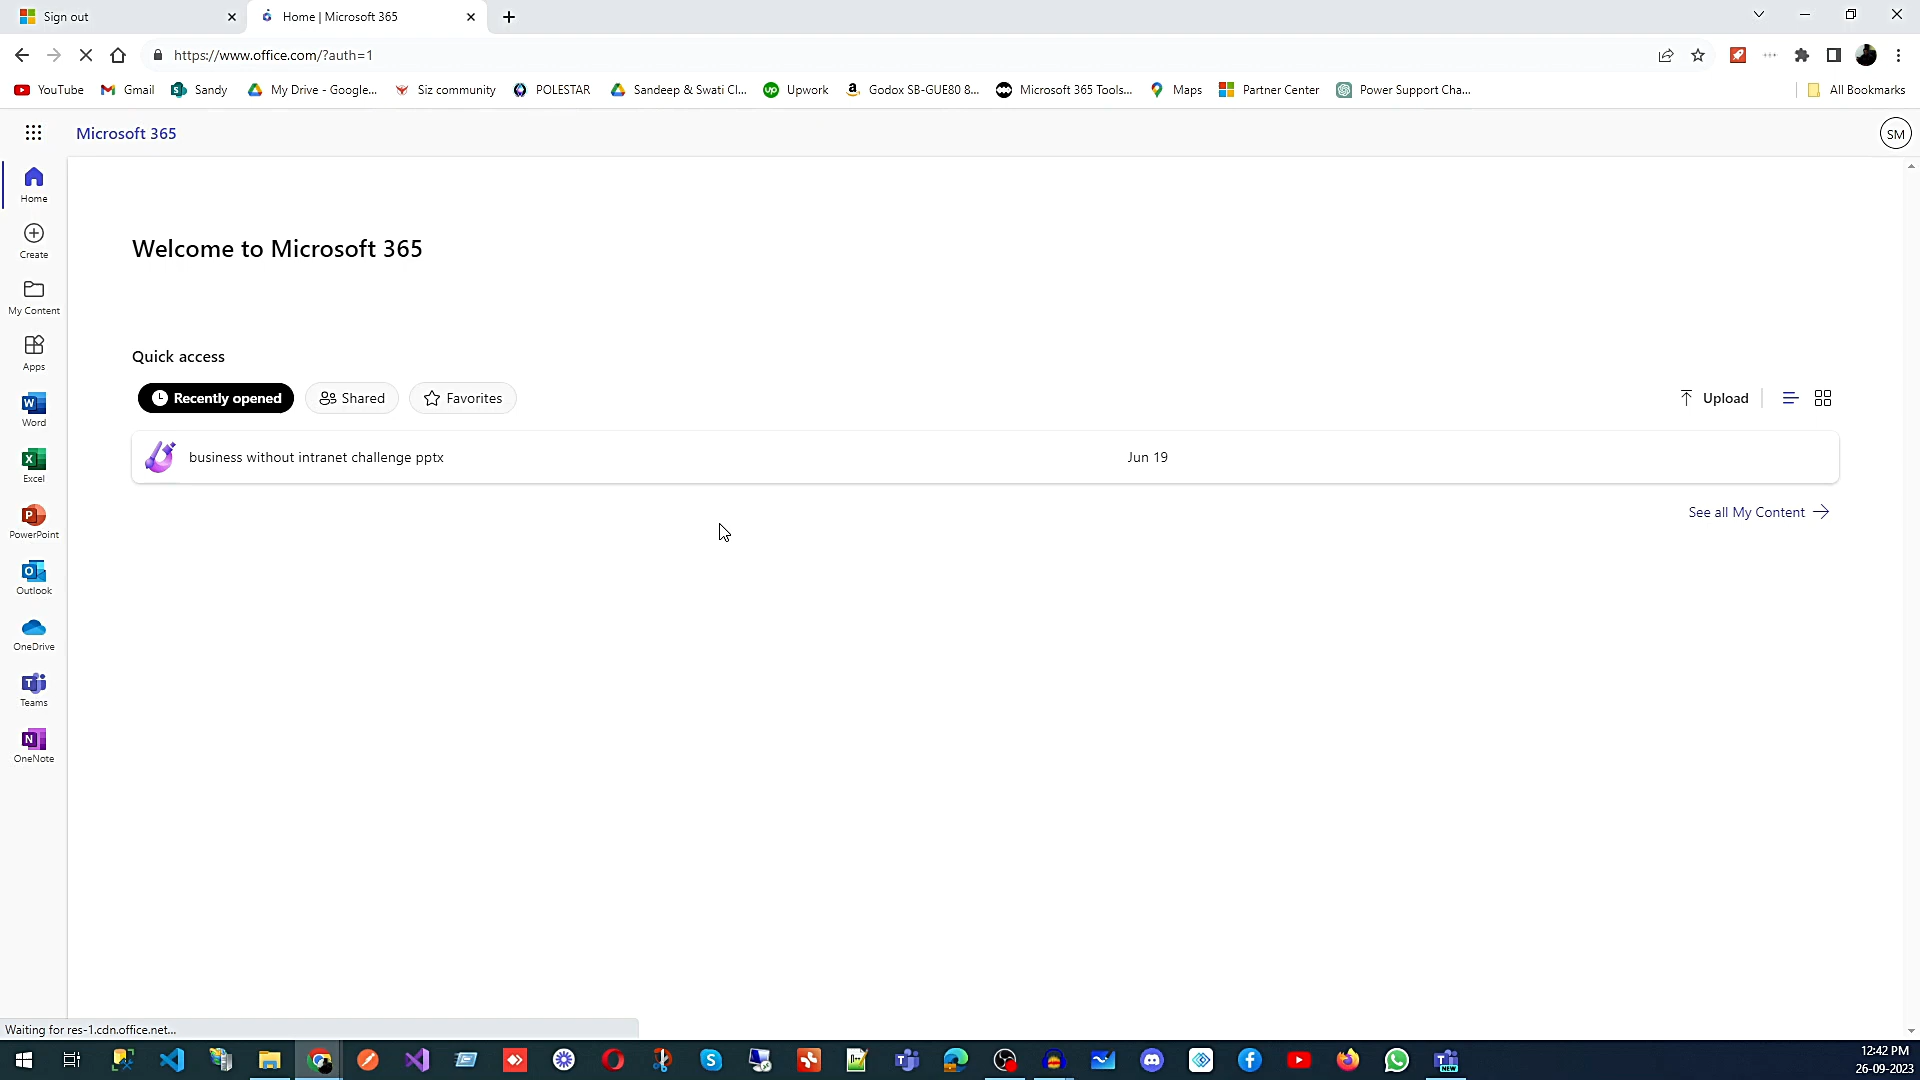 Sign out
Home | Microsoft 365
https://www.office.com/?auth=1
YouTube
Gmail
Sandy
My Drive - Google...
Siz community
POLESTAR
Sandeep & Swati Cl...
Upwork
Godox SB-GUE80 8...
Microsoft 365 Tools...
Maps
Partner Center
Power Support Cha...
All Bookmarks
Microsoft 365
SM
Home
Create
My Content
Apps
Word
Excel
PowerPoint
Outlook
OneDrive
Teams
OneNote
Welcome to Microsoft 365
Quick access
Recently opened
Shared
Favorites
Upload
business without intranet challenge pptx
Jun 19
See all My Content
Waiting for res-1.cdn.office.net...
12:42 PM
26-09-2023